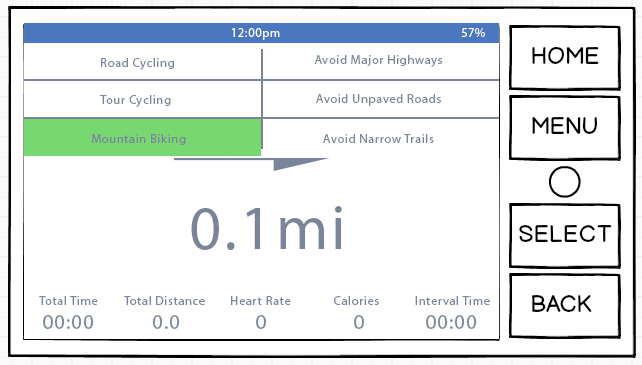 12:00pm 57%
Road Cycling Avoid Major Highways
Tour Cycling Avoid Unpaved Roads
Mountain Biking Avoid Narrow Trails
0.1mi
Total Time Total Distance Heart Rate Calories Interval Time
00:00 0.0 0 0 00:00
HOME
MENU
SELECT
BACK